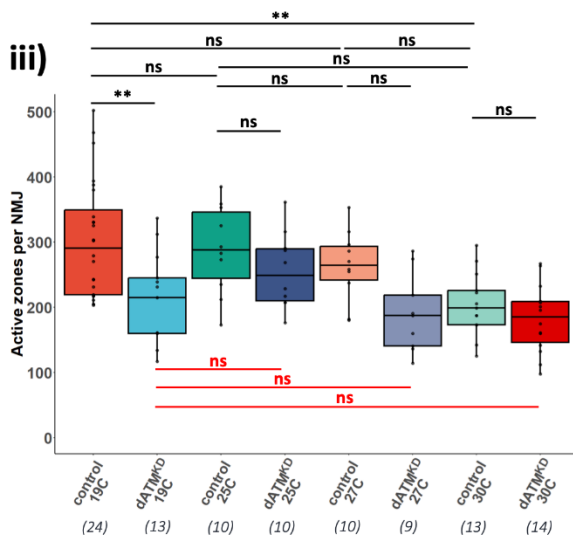 **
ns ns
iii)
ns ns
ns ns
** ns ns
500
400
300
200
100
0
Active zones per NMJ
ns
ns
ns
control 19C
dATMKD 19C
control 25C
dATMKD 25C
control 27C
dATMKD 27C
control 30C
dATMKD 30C
(24) (13) (10) (10) (10) (9) (13) (14)